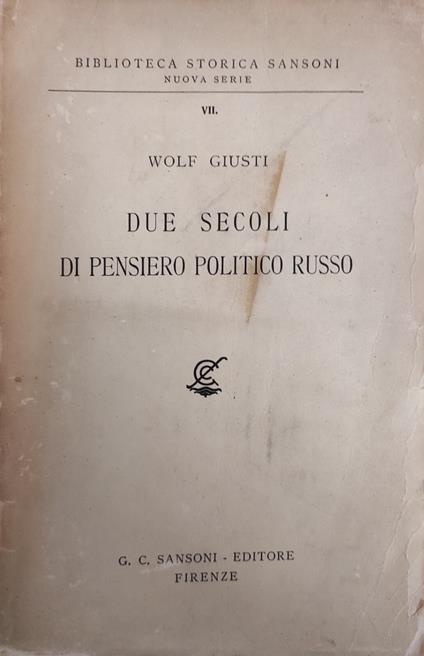 BIBLIOTECA STORICA SANSONI
NUOVA SERIE
VII.
WOLF GIUSTI
DUE SECOLI
DI PENSIERO POLITICO RUSSO
G. C. SANSONI - EDITORE
FIRENZE